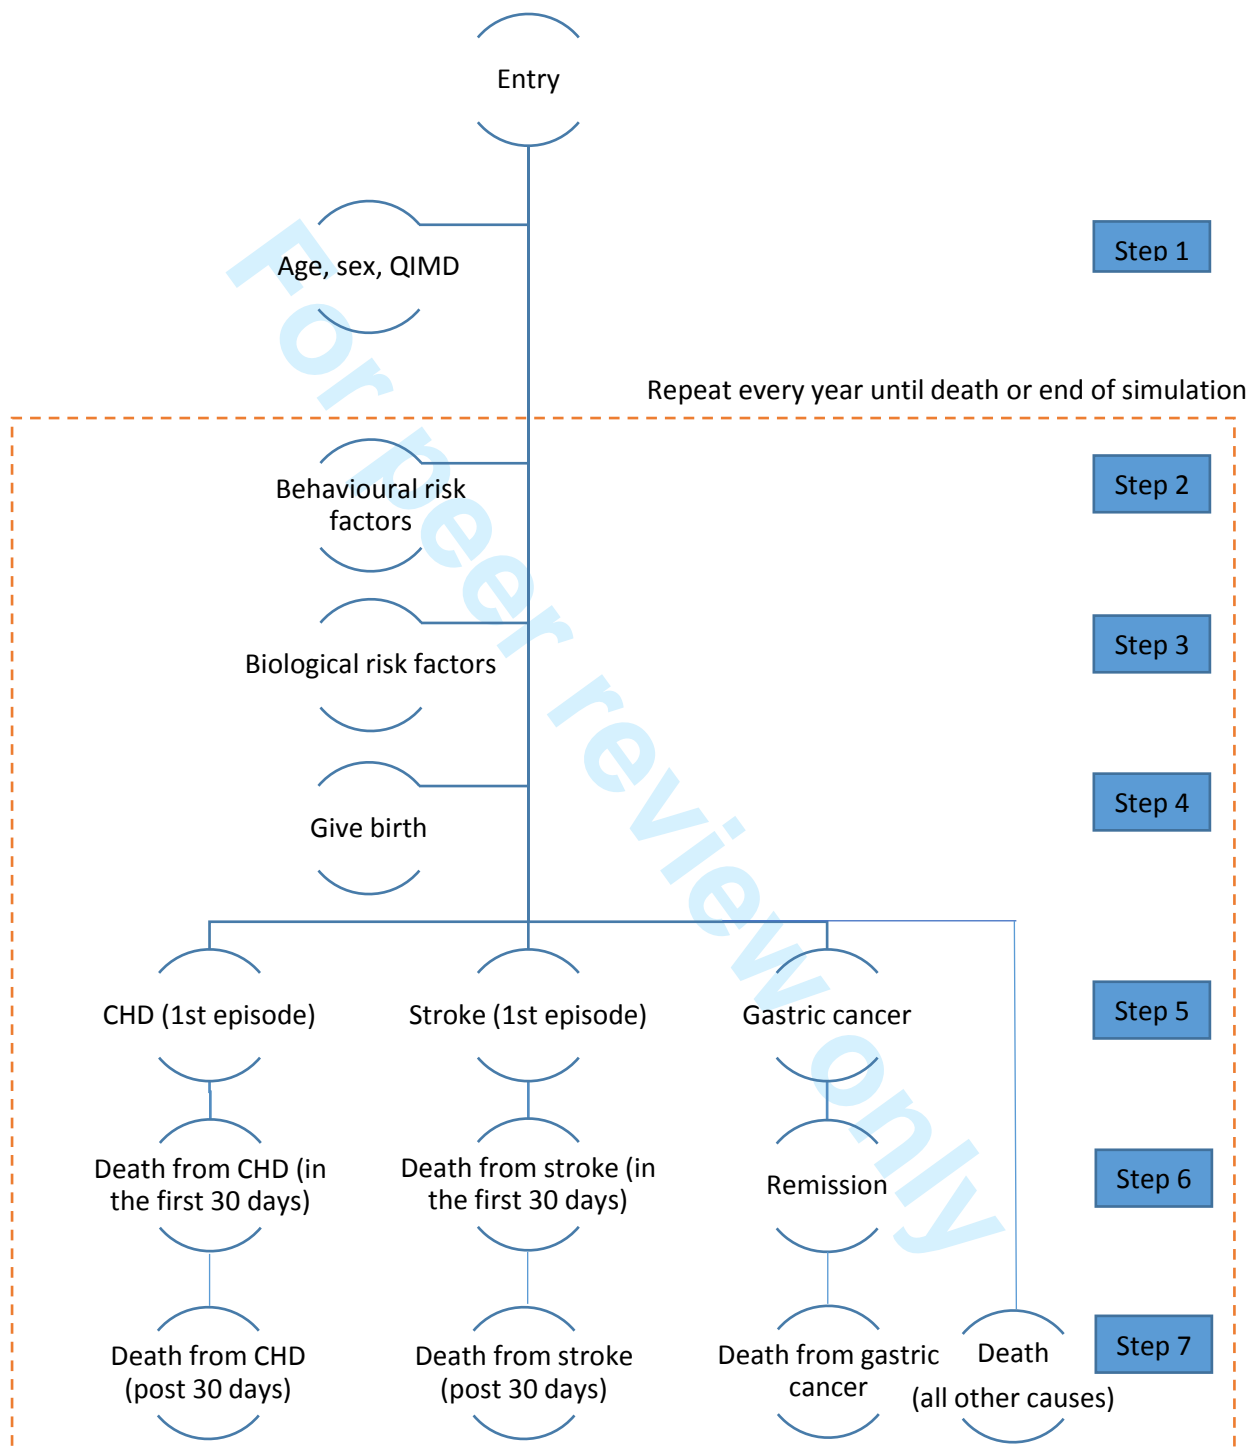 Entry
Age, sex, QIMD
Step 1
Repeat every year until death or end of simulation
Behavioural risk
factors
Step 2
Biological risk factors
Step 3
Give birth
Step 4
CHD (1st episode)
Stroke (1st episode)
Gastric cancer
Step 5
Death from CHD (in
the first 30 days)
Death from stroke (in
the first 30 days)
Remission
Step 6
Death from CHD
(post 30 days)
Death from stroke
(post 30 days)
Death from gastric
cancer
Death
(all other causes)
Step 7
For peer review only